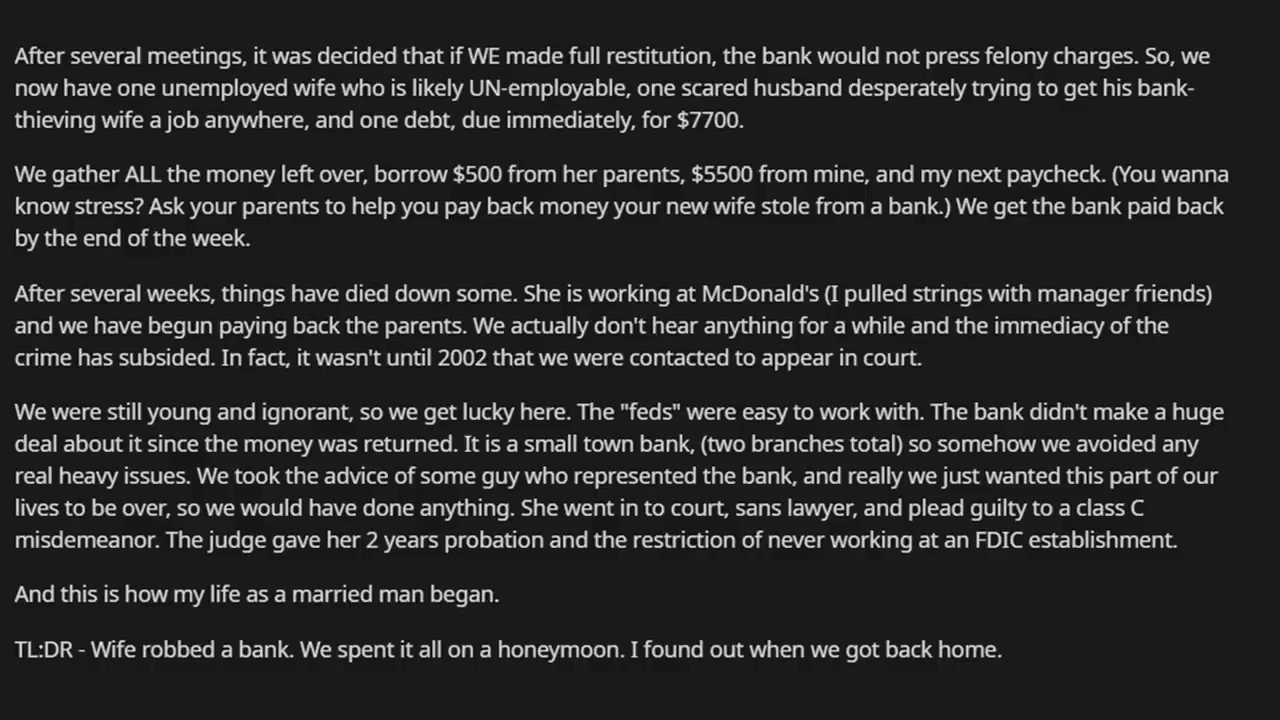 After several meetings, it was decided that if WE made full restitution, the bank would not press felony charges. So, we
now have one unemployed wife who is likely UN-employable, one scared husband desperately trying to get his bank-
thieving wife a job anywhere, and one debt, due immediately, for $7700.
We gather ALL the money left over, borrow $500 from her parents, $5500 from mine, and my next paycheck. (You wanna
know stress? Ask your parents to help you pay back money your new wife stole from a bank.) We get the bank paid back
by the end of the week.
After several weeks, things have died down some. She is working at McDonald's (I pulled strings with manager friends)
and we have begun paying back the parents. We actually don't hear anything for a while and the immediacy of the
crime has subsided. In fact, it wasn't until 2002 that we were contacted to appear in court.
We were still young and ignorant, so we get lucky here. The "feds" were easy to work with. The bank didn't make a huge
deal about it since the money was returned. It is a small town bank, (two branches total) so somehow we avoided any
real heavy issues. We took the advice of some guy who represented the bank, and really we just wanted this part of our
lives to be over, so we would have done anything. She went in to court, sans lawyer, and plead guilty to a class C
misdemeanor. The judge gave her 2 years probation and the restriction of never working at an FDIC establishment.
And this is how my life as a married man began.
TL:DR - Wife robbed a bank. We spent it all on a honeymoon. I found out when we got back home.